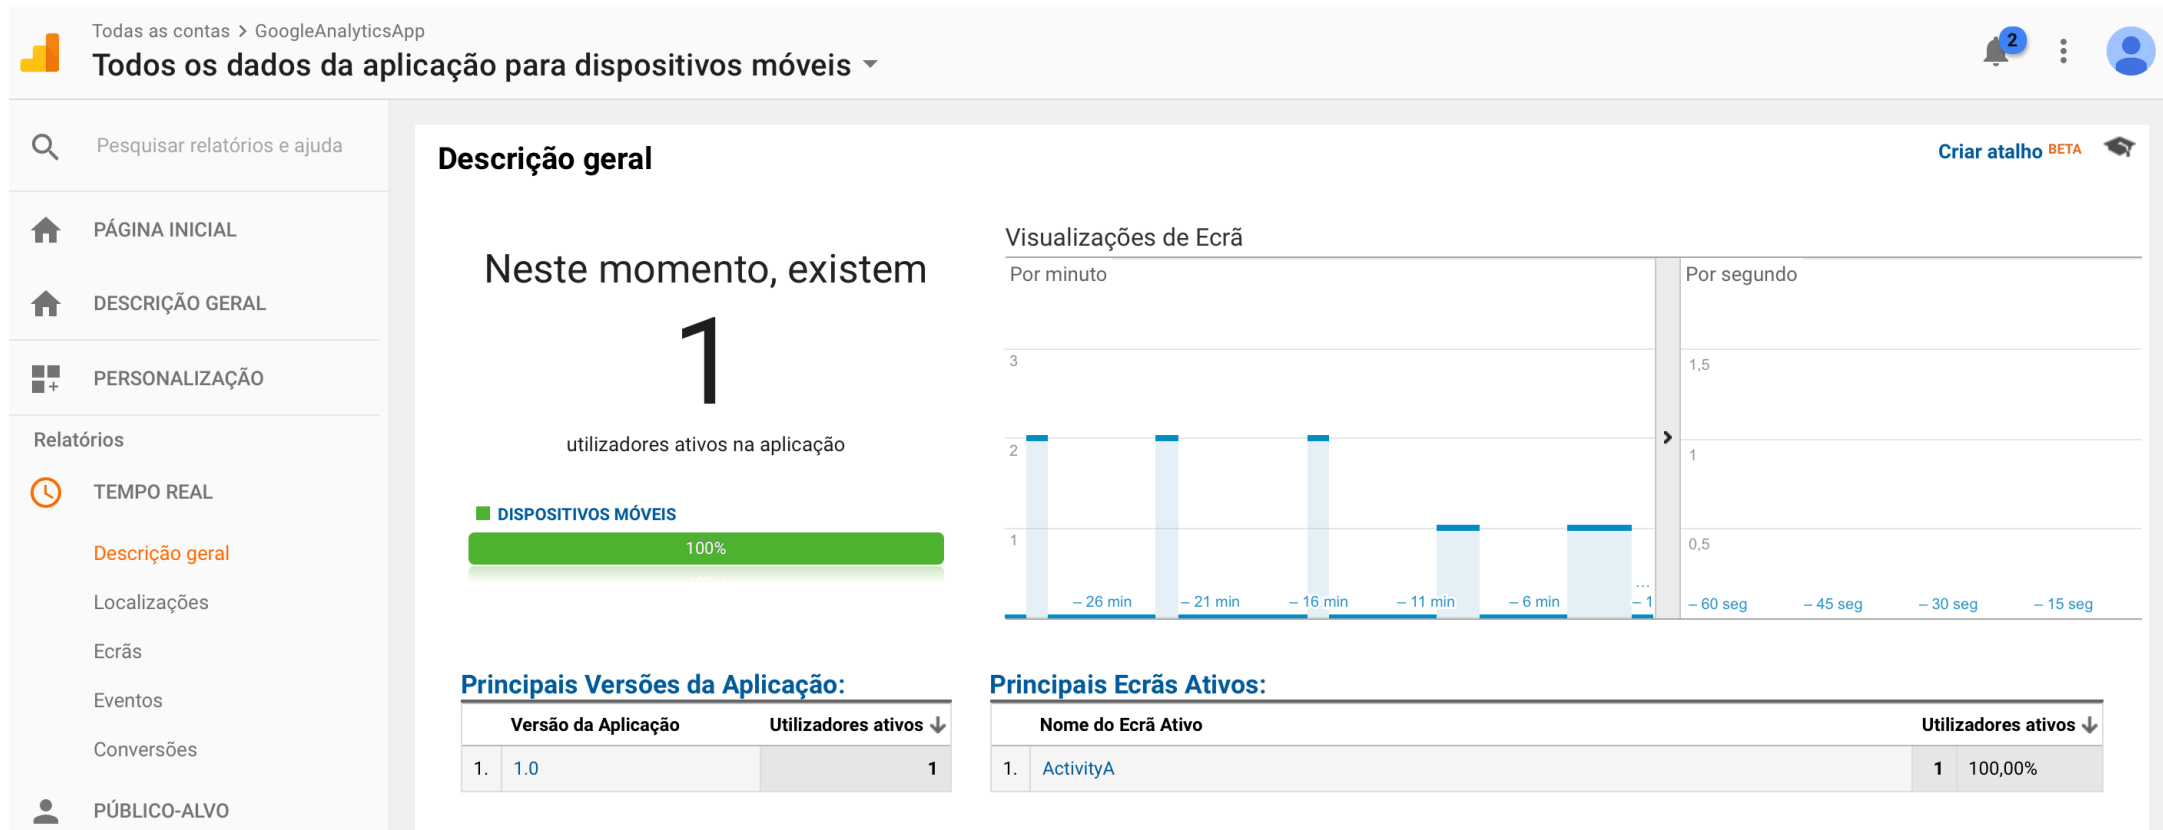 Todas as contas > GoogleAnalyticsApp
Todos os dados da aplicação para dispositivos móveis
2
Pesquisar relatórios e ajuda
PÁGINA INICIAL
DESCRIÇÃO GERAL
PERSONALIZAÇÃO
Relatórios
TEMPO REAL
Descrição geral
Localizações
Ecrãs
Eventos
Conversões
PÚBLICO-ALVO
Descrição geral
Criar atalho BETA
Neste momento, existem
1
utilizadores ativos na aplicação
DISPOSITIVOS MÓVEIS
100%
Visualizações de Ecrã
Por minuto
3
2
1
– 26 min – 21 min – 16 min – 11 min – 6 min – 1
...
Por segundo
1,5
1
0,5
– 60 seg – 45 seg – 30 seg – 15 seg
Principais Versões da Aplicação:
Versão da Aplicação Utilizadores ativos
1. 1.0 1
Principais Ecrãs Ativos:
Nome do Ecrã Ativo Utilizadores ativos
1. ActivityA 1 100,00%